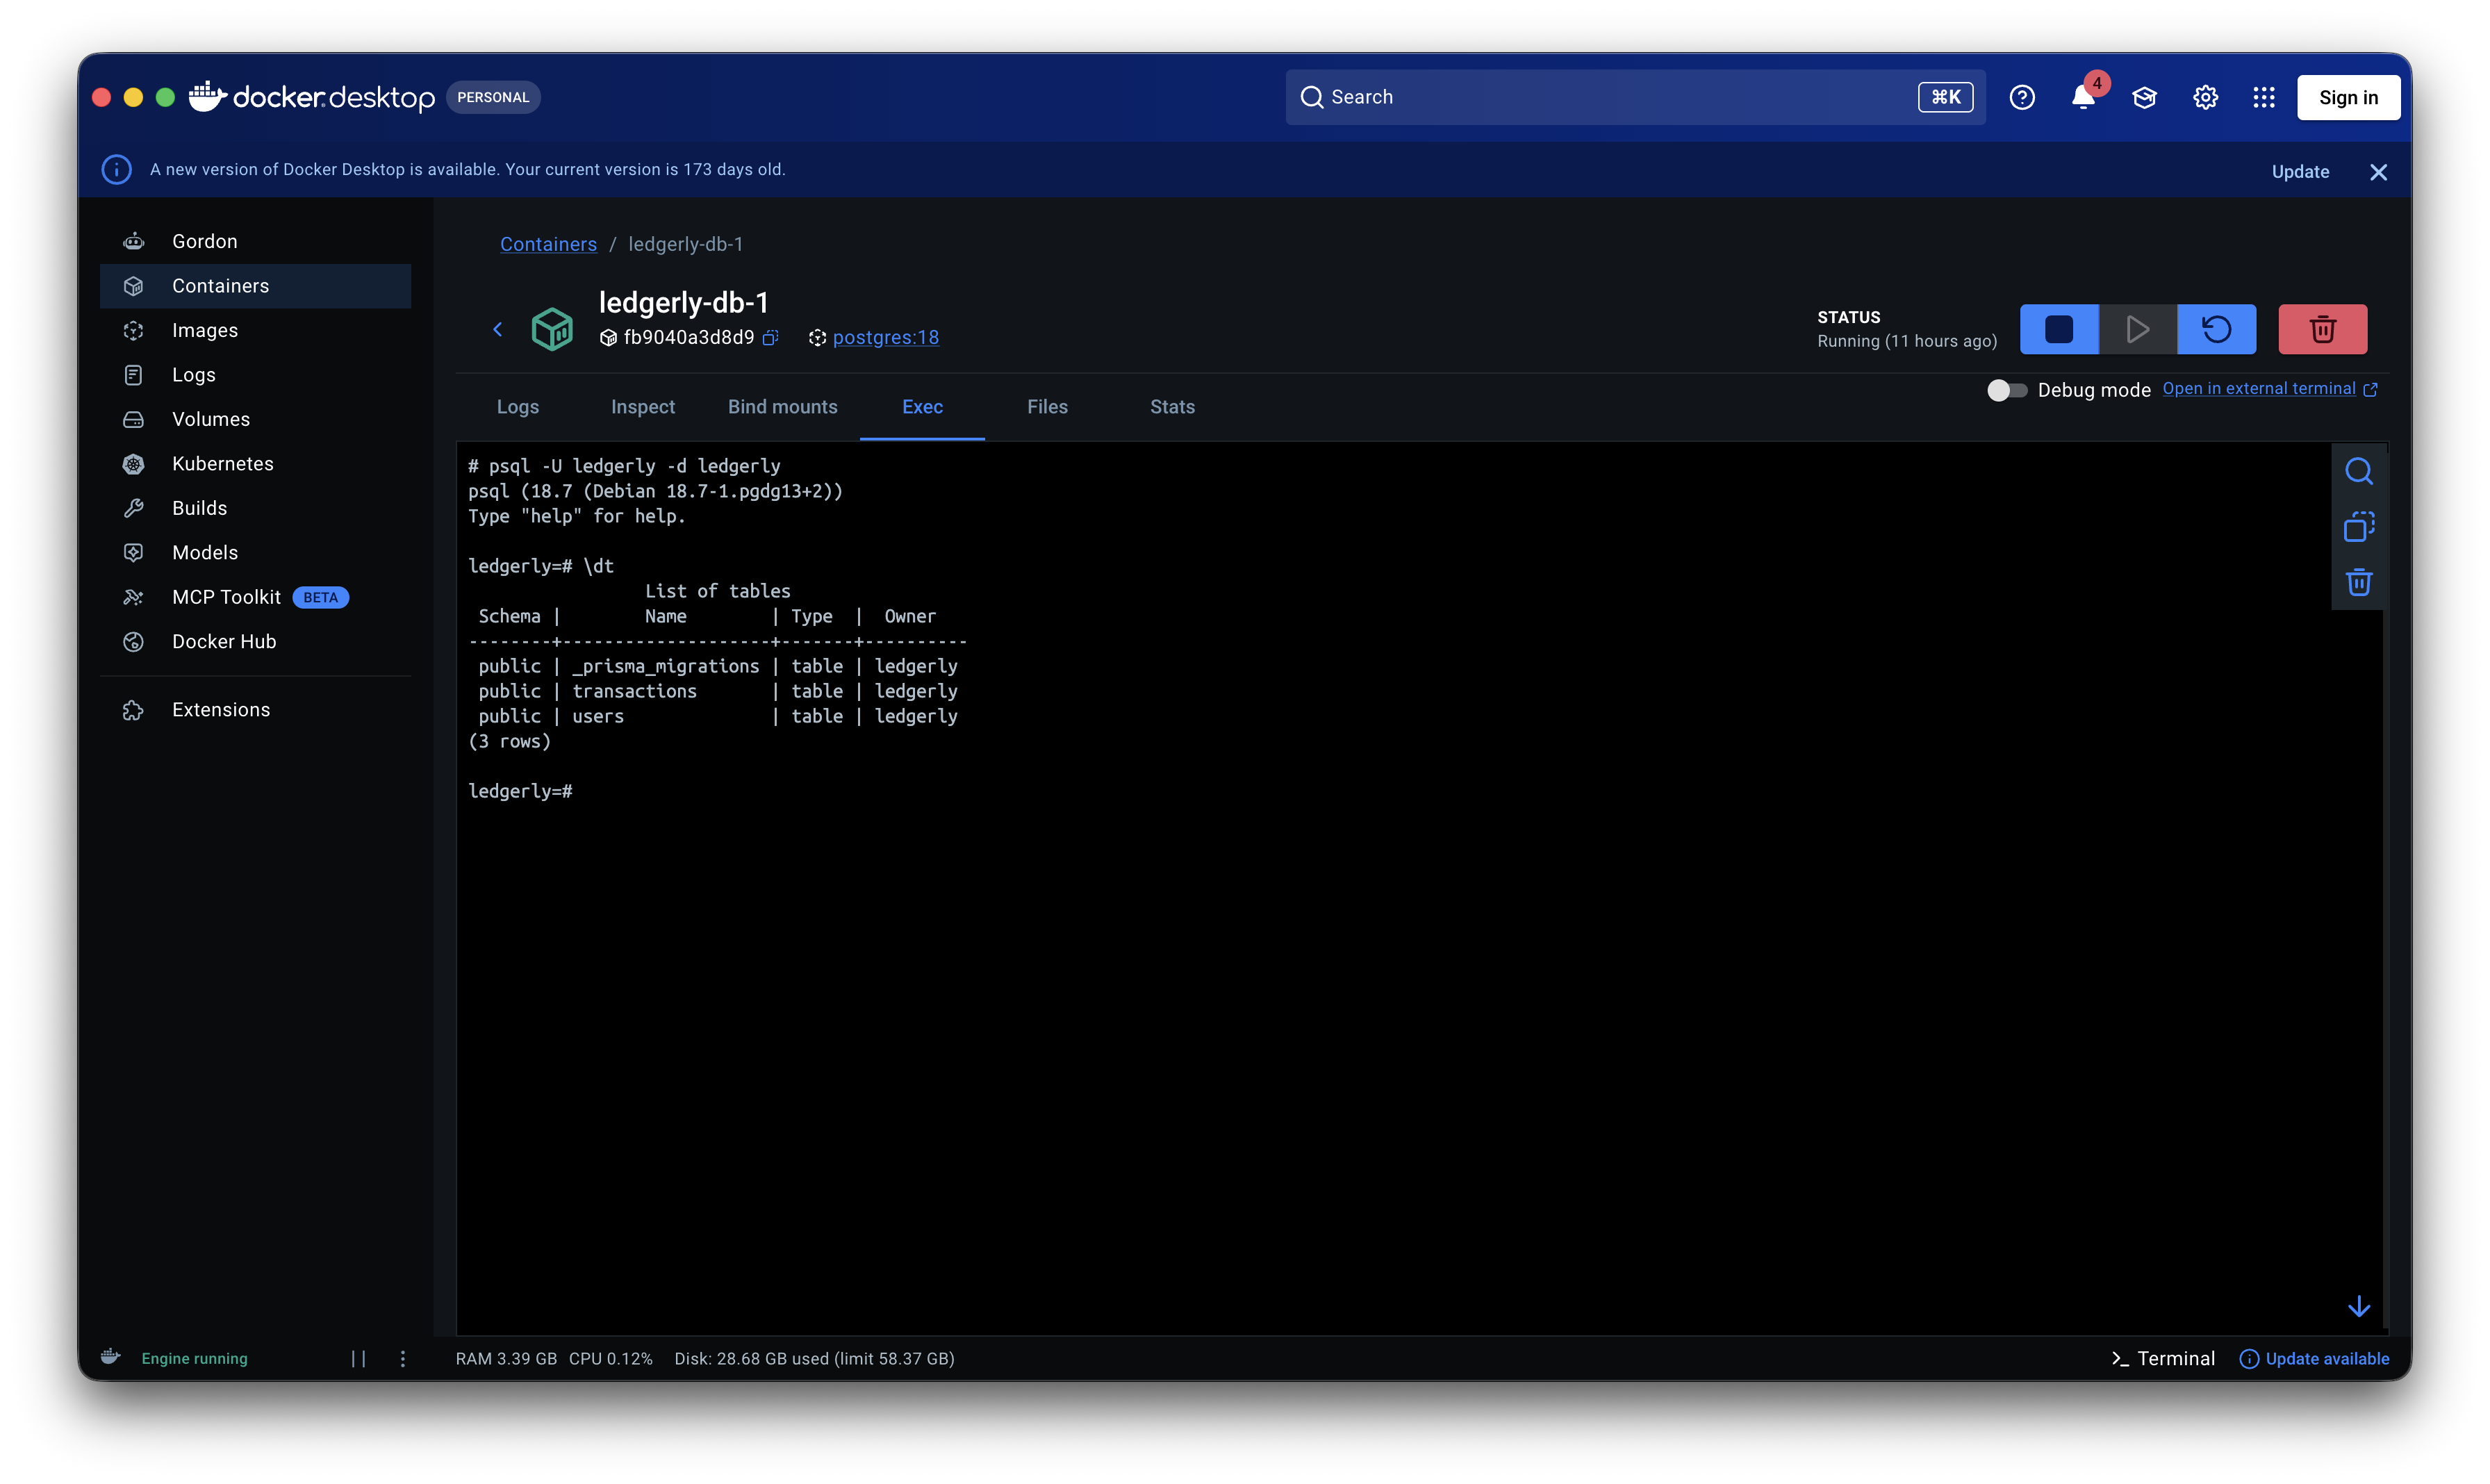 docker.desktop PERSONAL
Search ⌘K 4 Sign in
A new version of Docker Desktop is available. Your current version is 173 days old. Update
Gordon
Containers
Images
Logs
Volumes
Kubernetes
Builds
Models
MCP Toolkit BETA
Docker Hub
Extensions
Containers / ledgerly-db-1
ledgerly-db-1
fb9040a3d8d9 postgres:18
STATUS
Running (11 hours ago)
Logs Inspect Bind mounts Exec Files Stats
Debug mode Open in external terminal
# psql -U ledgerly -d ledgerly
psql (18.7 (Debian 18.7-1.pgdg13+2))
Type "help" for help.
ledgerly=# \dt
List of tables
Schema | Name | Type | Owner
--------+--------------------+-------+----------
public | _prisma_migrations | table | ledgerly
public | transactions | table | ledgerly
public | users | table | ledgerly
(3 rows)
ledgerly=#
Engine running RAM 3.39 GB CPU 0.12% Disk: 28.68 GB used (limit 58.37 GB) Terminal Update available